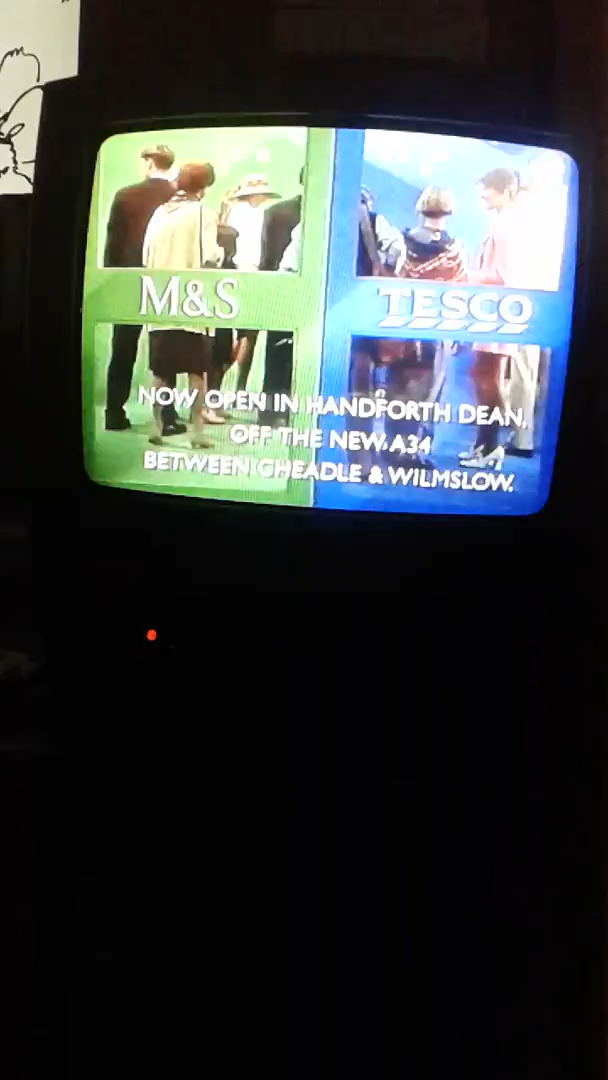 M&S
TESCO
NOW OPEN IN HANDFORTH DEAN,
OFF THE NEW A34
BETWEEN CHEADLE & WILMSLOW.